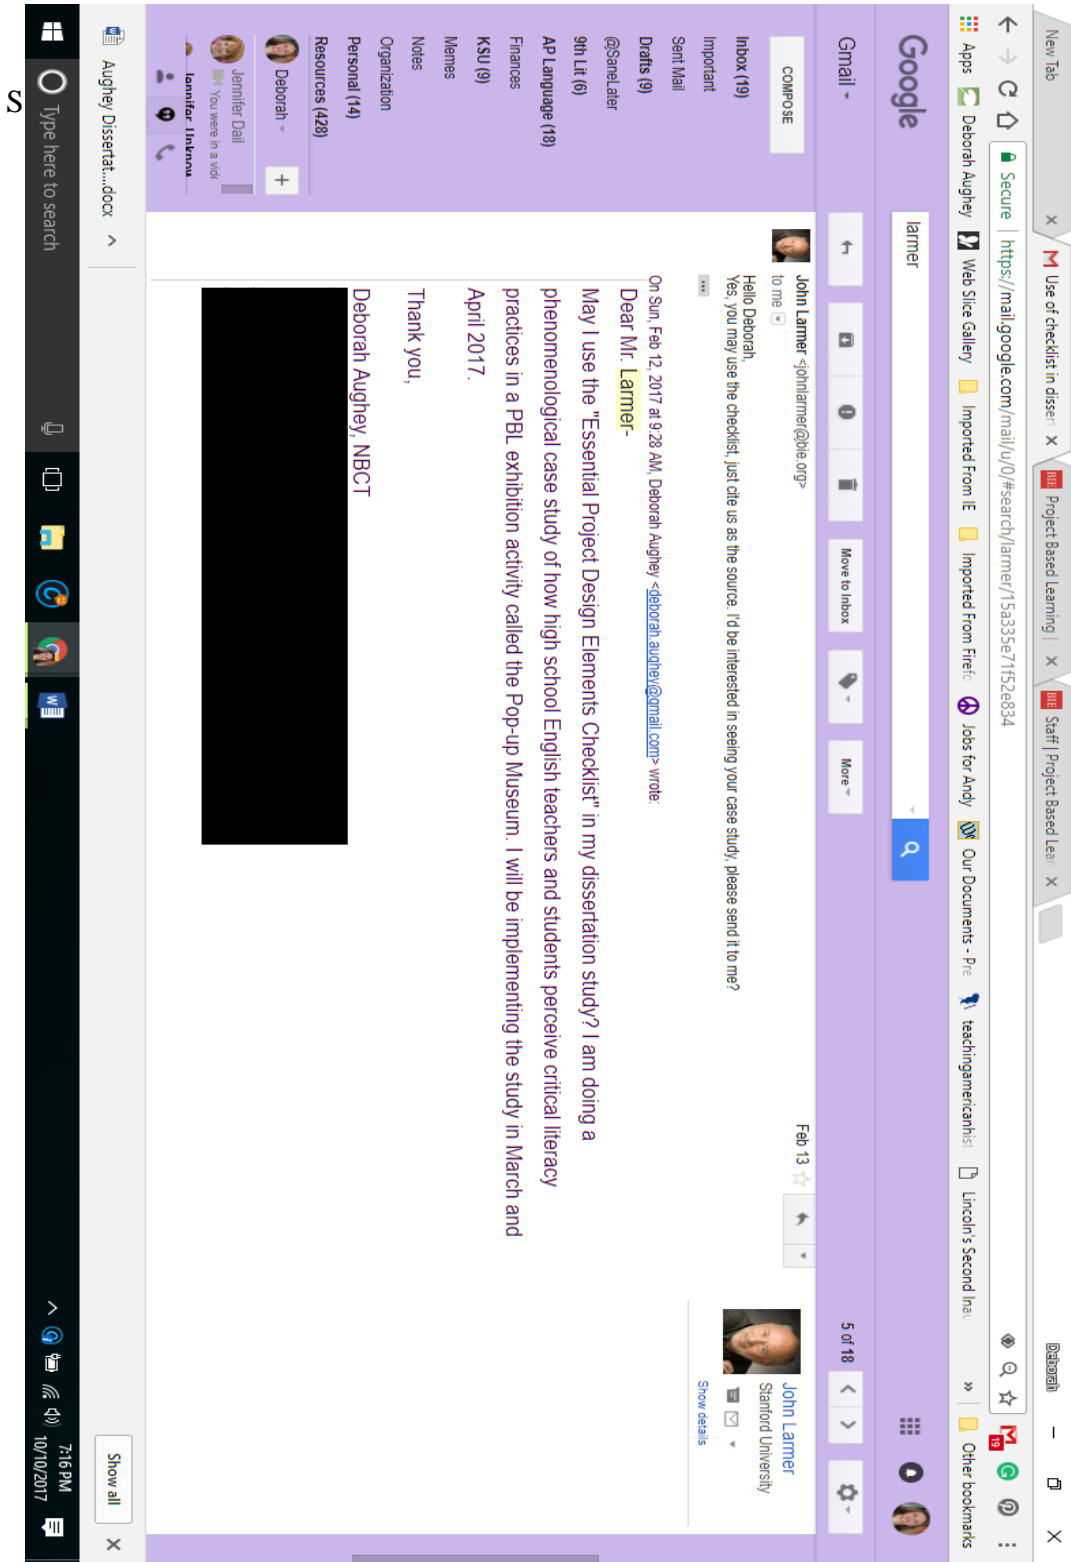 New Tab
Use of checklist in dissert
BIE Project Based Learning |
BIE Staff | Project Based Lear
Deborah
Secure | https://mail.google.com/mail/u/0/#search/larmer/15a335e71f52e834
19
Apps
Deborah Aughey
Web Slice Gallery
Imported From IE
Imported From Firefo
Jobs for Andy
Our Documents - Pre
teachingamericanhist
Lincoln's Second Inau
»
Other bookmarks
Google
larmer
Gmail
Move to Inbox
More
5 of 18
COMPOSE
Inbox (19)
Important
Sent Mail
Drafts (9)
@SaneLater
9th Lit (6)
AP Language (18)
Finances
KSU (9)
Memes
Notes
Organization
Personal (14)
Resources (428)
Deborah
+
Jennifer Dail
You were in a vide
Jennifer Unknow
John Larmer <johnlarmer@bie.org>
Feb 13
to me
Hello Deborah,
Yes, you may use the checklist, just cite us as the source. I'd be interested in seeing your case study, please send it to me?
...
On Sun, Feb 12, 2017 at 9:28 AM, Deborah Aughey <deborah.aughey@gmail.com> wrote:
Dear Mr. Larmer-
May I use the "Essential Project Design Elements Checklist" in my dissertation study? I am doing a
phenomenological case study of how high school English teachers and students perceive critical literacy
practices in a PBL exhibition activity called the Pop-up Museum. I will be implementing the study in March and
April 2017.
Thank you,
Deborah Aughey, NBCT
John Larmer
Stanford University
Show details
Aughey Dissertat....docx
Show all
Type here to search
7:16 PM
10/10/2017
S